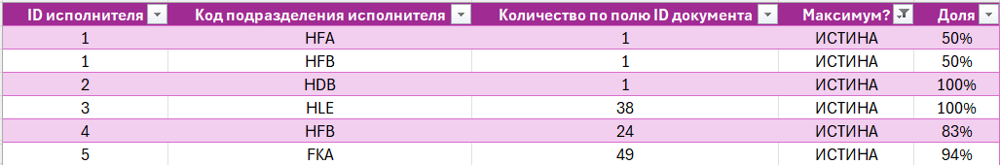 ID исполнителя Код подразделения исполнителя Количество по полю ID документа Максимум? Доля
1 HFA 1 ИСТИНА 50%
1 HFB 1 ИСТИНА 50%
2 HDB 1 ИСТИНА 100%
3 HLE 38 ИСТИНА 100%
4 HFB 24 ИСТИНА 83%
5 FKA 49 ИСТИНА 94%